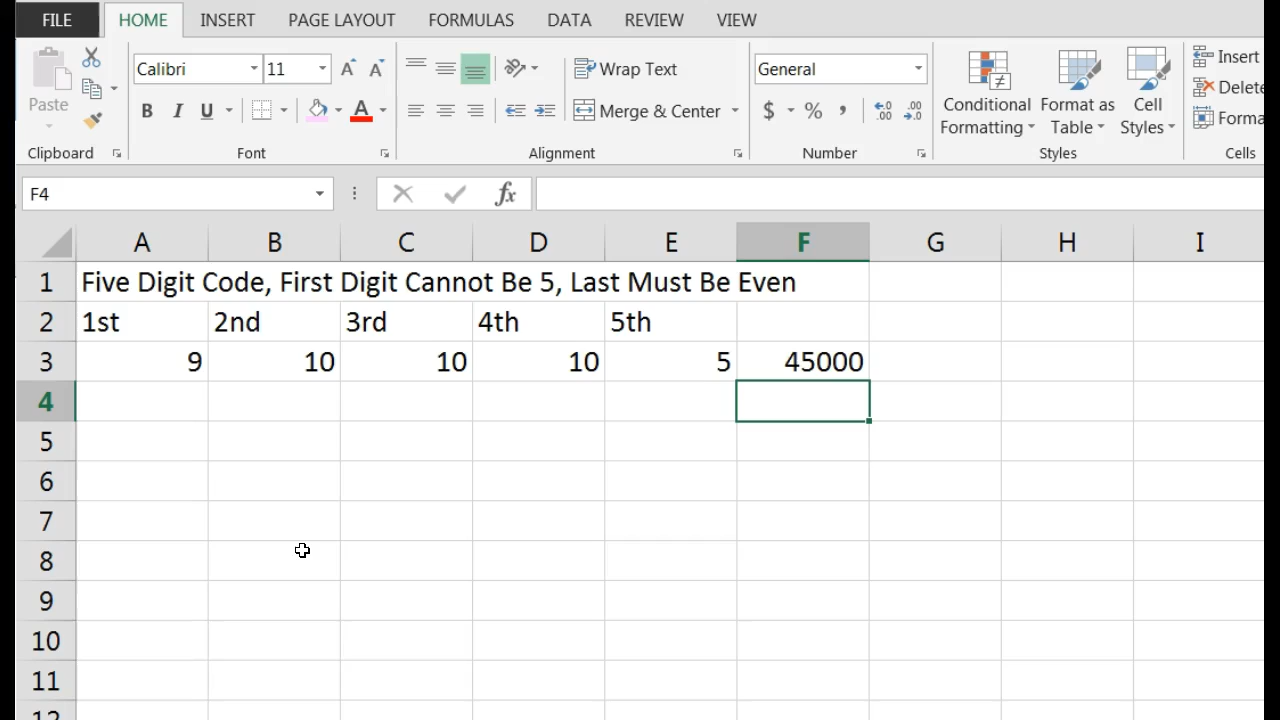 FILE HOME INSERT PAGE LAYOUT FORMULAS DATA REVIEW VIEW
Calibri 11 Wrap Text General Insert
Paste Conditional Format as Cell Delete
B I U Merge & Center $ % , Formatting Table Styles Forma
Clipboard Font Alignment Number Styles Cells
F4 fx
A B C D E F G H I
1 Five Digit Code, First Digit Cannot Be 5, Last Must Be Even
2 1st 2nd 3rd 4th 5th
3 9 10 10 10 5 45000
4
5
6
7
8
9
10
11
12